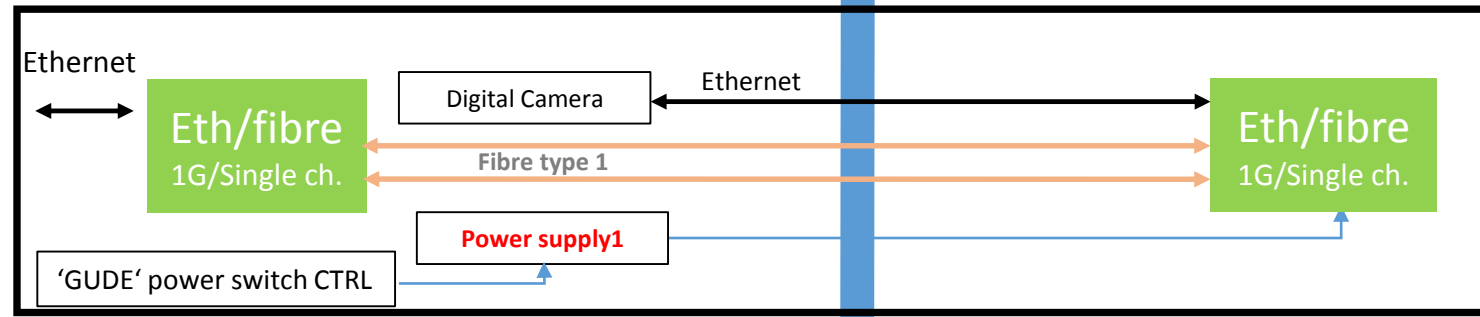 Ethernet
Eth/fibre
1G/Single ch.
Digital Camera
Ethernet
Fibre type 1
Eth/fibre
1G/Single ch.
Power supply1
‘GUDE‘ power switch CTRL